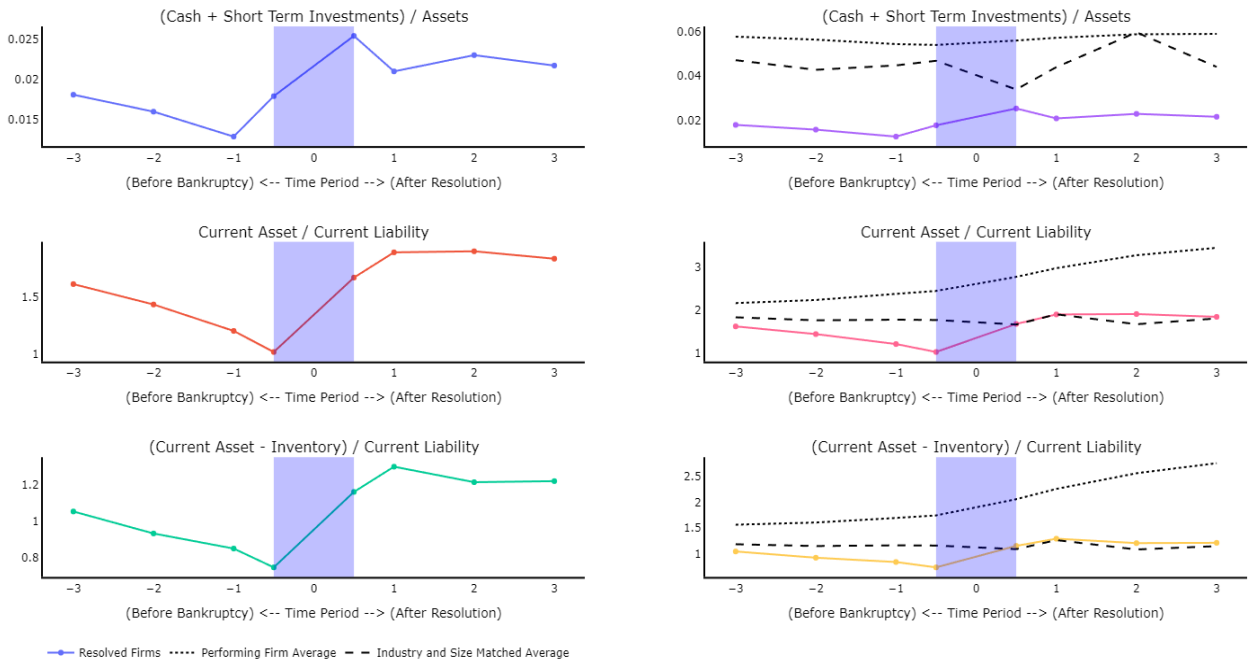 (Cash + Short Term Investments) / Assets
0.025
0.02
0.015
−3 −2 −1 0 1 2 3
(Before Bankruptcy) <-- Time Period --> (After Resolution)
(Cash + Short Term Investments) / Assets
0.06
0.04
0.02
−3 −2 −1 0 1 2 3
(Before Bankruptcy) <-- Time Period --> (After Resolution)
Current Asset / Current Liability
1.5
1
−3 −2 −1 0 1 2 3
(Before Bankruptcy) <-- Time Period --> (After Resolution)
Current Asset / Current Liability
3
2
1
−3 −2 −1 0 1 2 3
(Before Bankruptcy) <-- Time Period --> (After Resolution)
(Current Asset - Inventory) / Current Liability
1.2
1
0.8
−3 −2 −1 0 1 2 3
(Before Bankruptcy) <-- Time Period --> (After Resolution)
(Current Asset - Inventory) / Current Liability
2.5
2
1.5
1
−3 −2 −1 0 1 2 3
(Before Bankruptcy) <-- Time Period --> (After Resolution)
Resolved Firms Performing Firm Average Industry and Size Matched Average